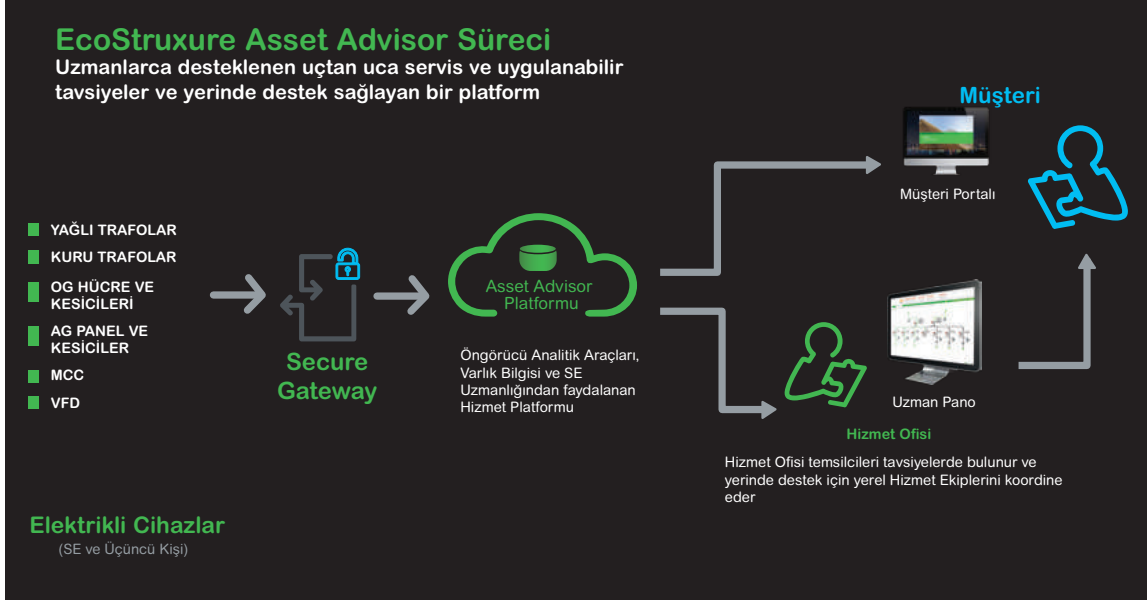 EcoStruxure Asset Advisor Süreci
Uzmanlarca desteklenen uçtan uca servis ve uygulanabilir
tavsiyeler ve yerinde destek sağlayan bir platform
Müşteri
Müşteri Portalı
YAĞLI TRAFOLAR
KURU TRAFOLAR
OG HÜCRE VE
KESİCİLERİ
AG PANEL VE
KESİCİLER
MCC
VFD
Secure
Gateway
Asset Advisor
Platformu
Öngörücü Analitik Araçları,
Varlık Bilgisi ve SE
Uzmanlığından faydalanan
Hizmet Platformu
Uzman Pano
Hizmet Ofisi
Hizmet Ofisi temsilcileri tavsiyelerde bulunur ve
yerinde destek için yerel Hizmet Ekiplerini koordine
eder
Elektrikli Cihazlar
(SE ve Üçüncü Kişi)